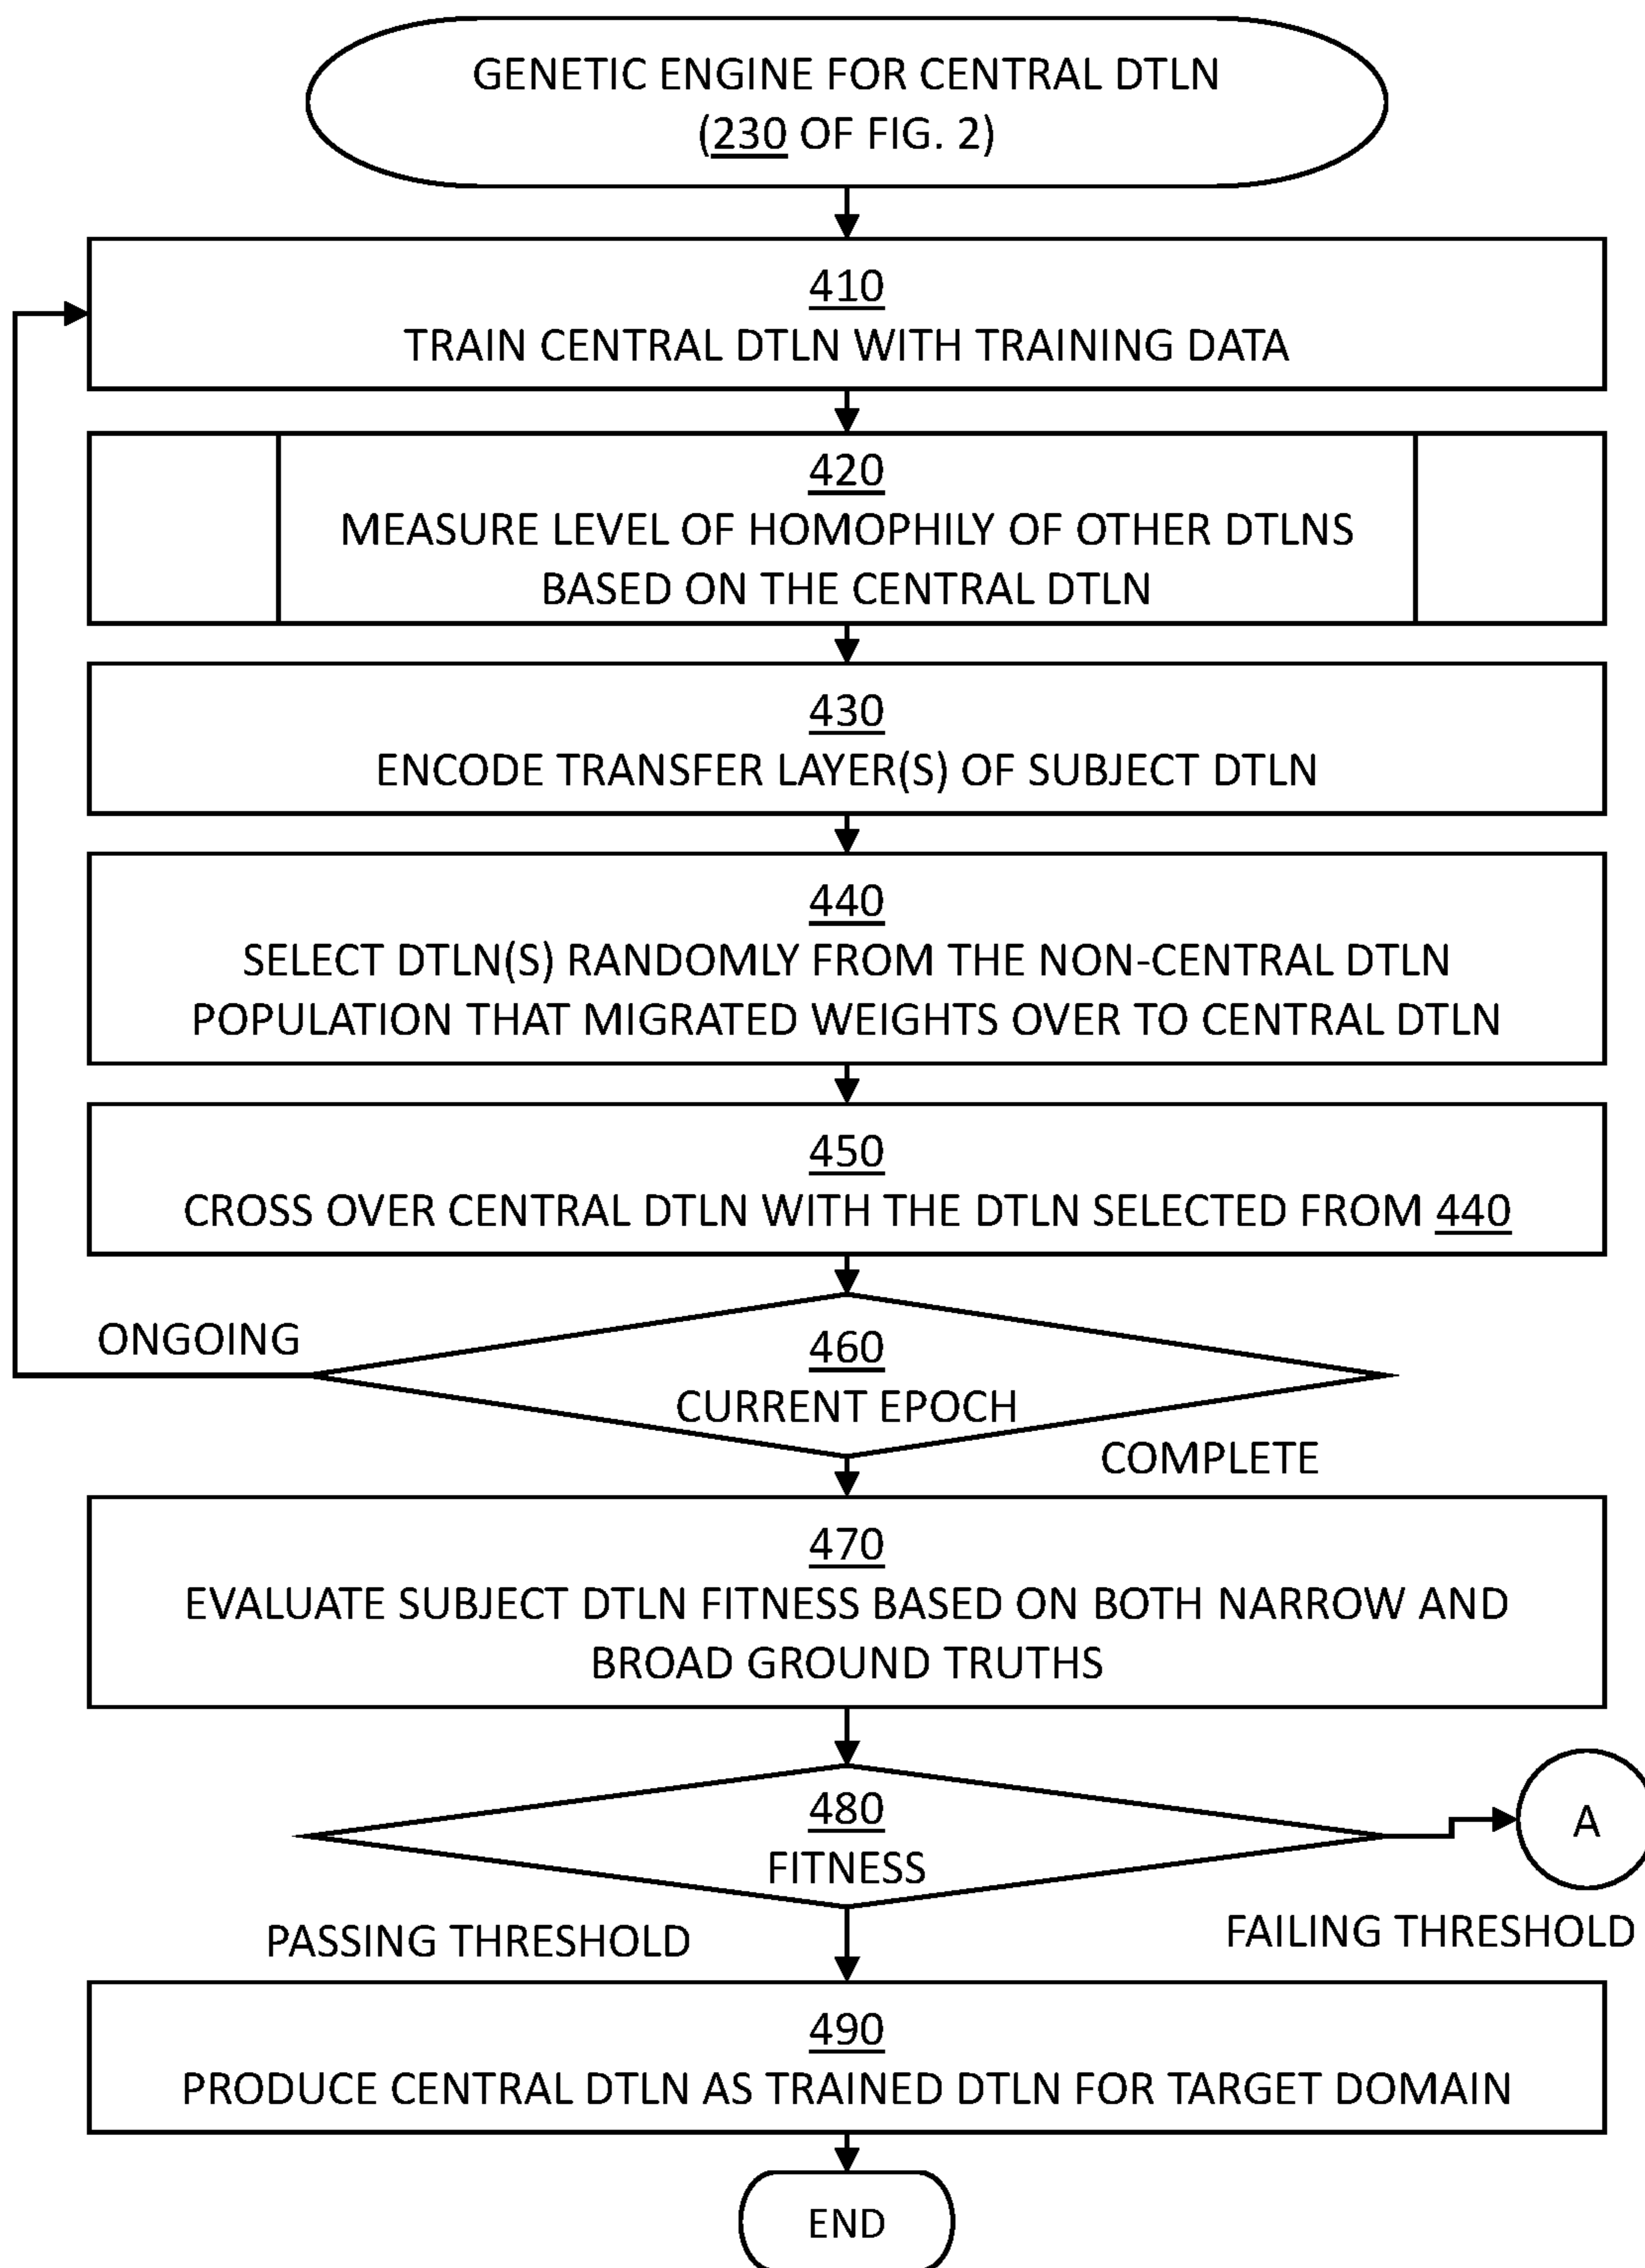 GENETIC ENGINE FOR CENTRAL DTLN
(230 OF FIG. 2)
410
TRAIN CENTRAL DTLN WITH TRAINING DATA
420
MEASURE LEVEL OF HOMOPHILY OF OTHER DTLNS
BASED ON THE CENTRAL DTLN
430
ENCODE TRANSFER LAYER(S) OF SUBJECT DTLN
440
SELECT DTLN(S) RANDOMLY FROM THE NON-CENTRAL DTLN
POPULATION THAT MIGRATED WEIGHTS OVER TO CENTRAL DTLN
450
CROSS OVER CENTRAL DTLN WITH THE DTLN SELECTED FROM 440
ONGOING
460
CURRENT EPOCH
COMPLETE
470
EVALUATE SUBJECT DTLN FITNESS BASED ON BOTH NARROW AND
BROAD GROUND TRUTHS
480
FITNESS
A
PASSING THRESHOLD
FAILING THRESHOLD
490
PRODUCE CENTRAL DTLN AS TRAINED DTLN FOR TARGET DOMAIN
END